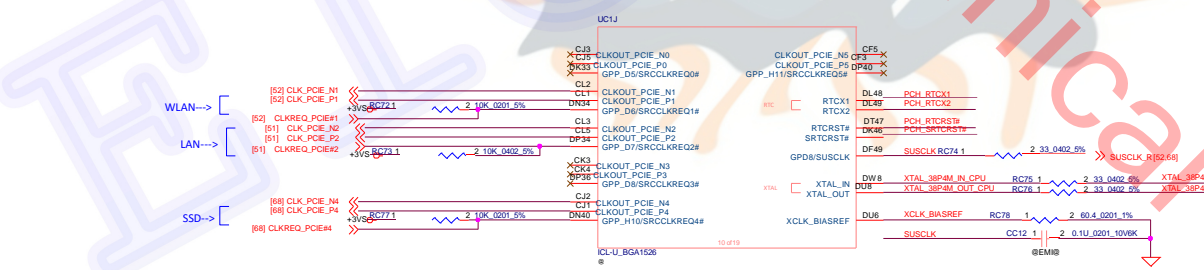 UC1J
CJ3 CLKOUT_PCIE_N0 CLKOUT_PCIE_N5 CF5
CJ5 CLKOUT_PCIE_P0 CLKOUT_PCIE_P5 CF3
DK33 GPP_D5/SRCCLKREQ0# GPP_H11/SRCCLKREQ5# DP40
[52] CLK_PCIE_N1 CL2 CLKOUT_PCIE_N1
WLAN---> [52] CLK_PCIE_P1 CL1 CLKOUT_PCIE_P1 RTC RTCX1 DL48 PCH_RTCX1
+3VS RC72 1 2 10K_0201_5% DN34 GPP_D6/SRCCLKREQ1# RTCX2 DL49 PCH_RTCX2
[52] CLKREQ_PCIE#1
[51] CLK_PCIE_N2 CL3 CLKOUT_PCIE_N2 RTCRST# DT47 PCH_RTCRST#
LAN---> [51] CLK_PCIE_P2 CL5 CLKOUT_PCIE_P2 SRTCRST# DK46 PCH_SRTCRST#
[51] CLKREQ_PCIE#2 DP34 GPP_D7/SRCCLKREQ2#
+3VS RC73 1 2 10K_0402_5% GPD8/SUSCLK DF49 SUSCLK RC74 1 2 33_0402_5% SUSCLK_R [52,68]
CK3 CLKOUT_PCIE_N3
CK4 CLKOUT_PCIE_P3
DP36 GPP_D8/SRCCLKREQ3# XTAL XTAL_IN DW8 XTAL_38P4M_IN_CPU RC75 1 2 33_0402_5% XTAL_38P4
XTAL_OUT DU8 XTAL_38P4M_OUT_CPU RC76 1 2 33_0402_5% XTAL_38P4
[68] CLK_PCIE_N4 CJ2 CLKOUT_PCIE_N4
SSD--> [68] CLK_PCIE_P4 CJ1 CLKOUT_PCIE_P4
+3VS RC77 1 2 10K_0201_5% DN40 GPP_H10/SRCCLKREQ4# XCLK_BIASREF DU6 XCLK_BIASREF RC78 1 2 60.4_0201_1%
[68] CLKREQ_PCIE#4
SUSCLK CC12 1 2 0.1U_0201_10V6K
10 of 19 @EMI@
ICL-U_BGA1526
@